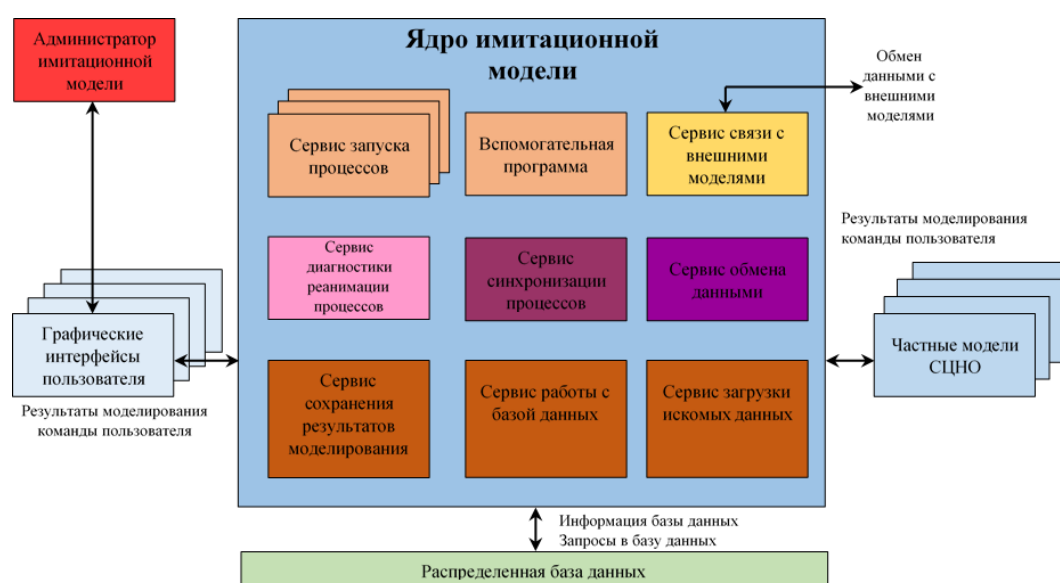 Администратор
имитационной
модели
Ядро имитационной
модели
Обмен
данными с
внешними
моделями
Сервис запуска
процессов
Вспомогательная
программа
Сервис связи с
внешними
моделями
Результаты моделирования
команды пользователя
Сервис
диагностики
реанимации
процессов
Сервис
синхронизации
процессов
Сервис обмена
данными
Графические
интерфейсы
пользователя
Частные модели
СЦНО
Результаты моделирования
команды пользователя
Сервис
сохранения
результатов
моделирования
Сервис работы с
базой данных
Сервис загрузки
искомых данных
Информация базы данных
Запросы в базу данных
Распределенная база данных